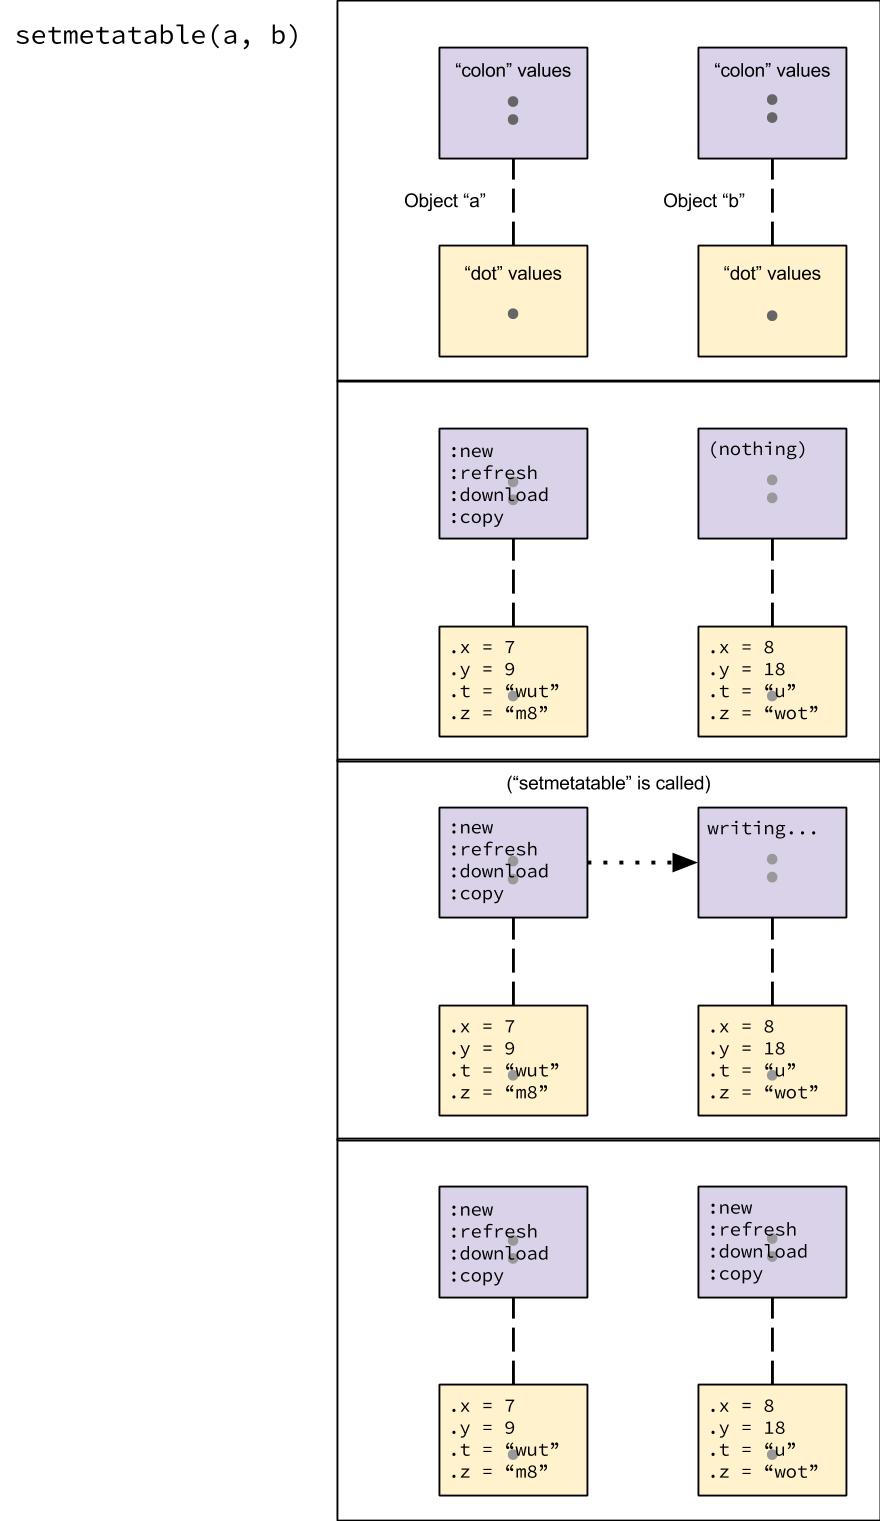 setmetatable(a, b)
“colon” values
“colon” values
Object “a”
Object “b”
“dot” values
“dot” values
:new
:refresh
:download
:copy
(nothing)
.x = 7
.y = 9
.t = “wut”
.z = “m8”
.x = 8
.y = 18
.t = “u”
.z = “wot”
(“setmetatable” is called)
:new
:refresh
:download
:copy
writing...
.x = 7
.y = 9
.t = “wut”
.z = “m8”
.x = 8
.y = 18
.t = “u”
.z = “wot”
:new
:refresh
:download
:copy
:new
:refresh
:download
:copy
.x = 7
.y = 9
.t = “wut”
.z = “m8”
.x = 8
.y = 18
.t = “u”
.z = “wot”